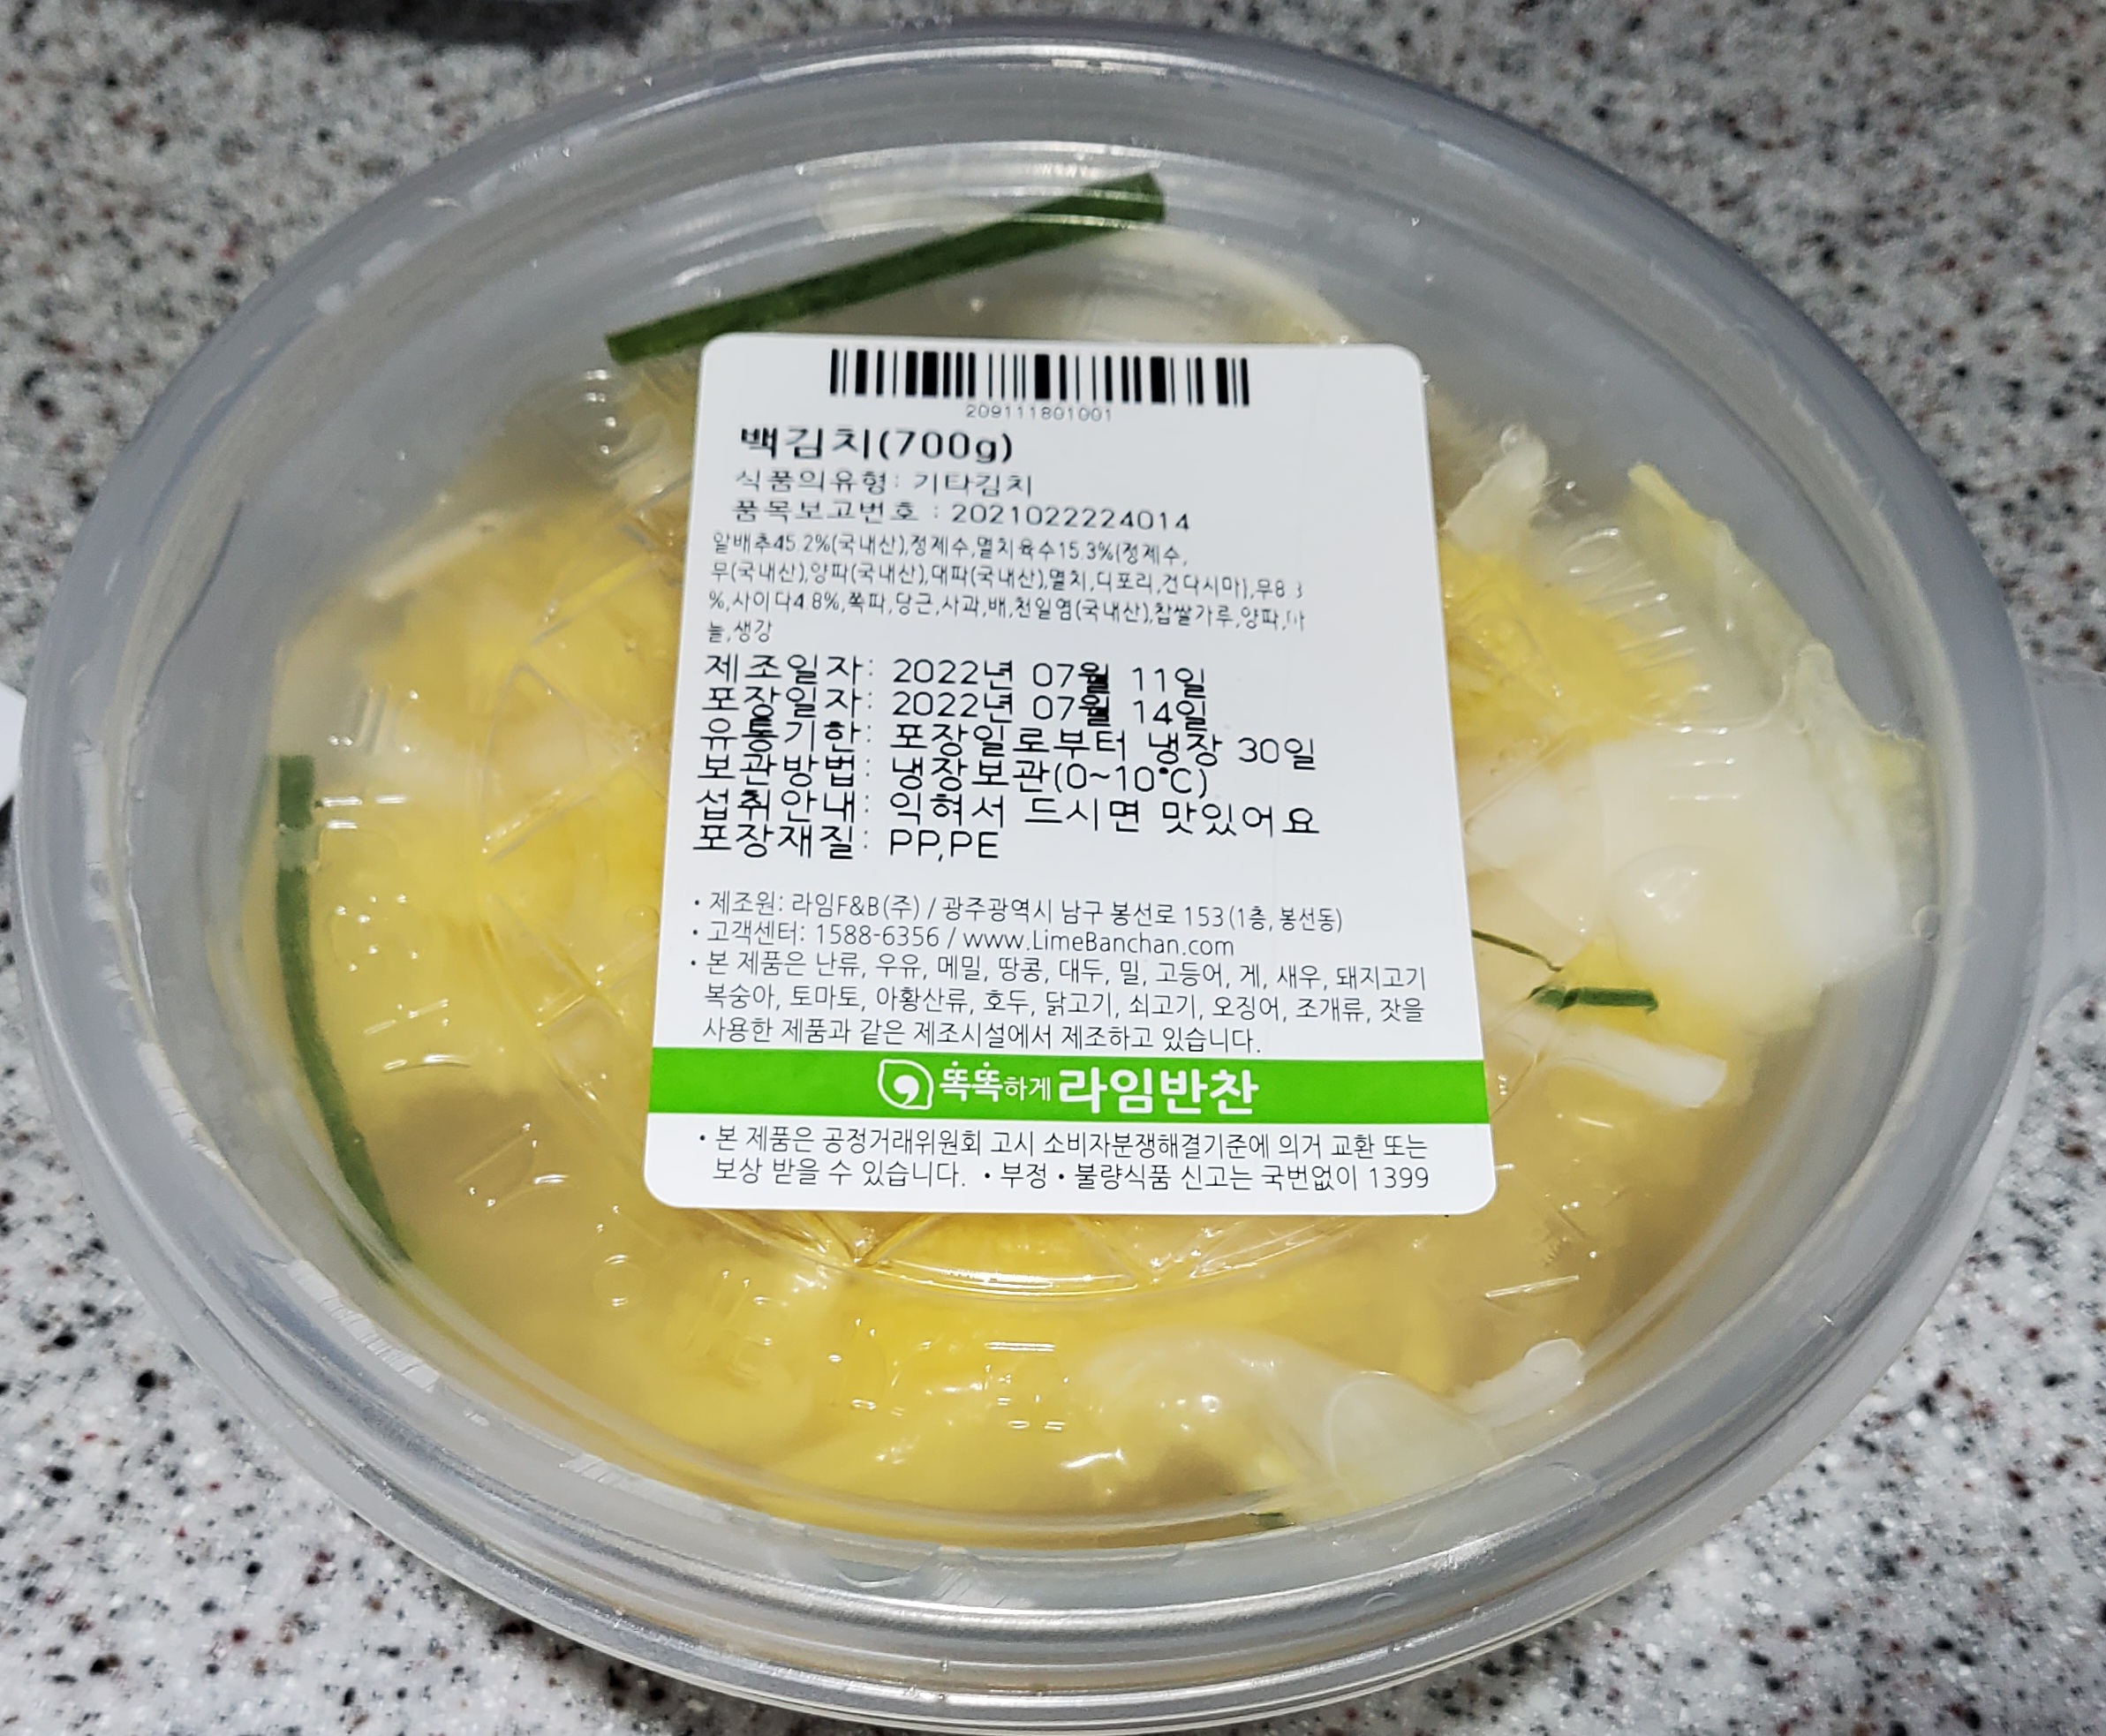 209111801001
백김치(700g)
식품의유형: 기타김치
품목보고번호 : 2021022224014
알배추45.2%(국내산),정제수,멸치육수15.3%{정제수,
무(국내산),양파(국내산),대파(국내산),멸치,디포리,건다시마},무8.3
%,사이다4.8%,쪽파,당근,사과,배,천일염(국내산),찹쌀가루,양파,마
늘,생강
제조일자: 2022년 07월 11일
포장일자: 2022년 07월 14일
유통기한: 포장일로부터 냉장 30일
보관방법: 냉장보관(0~10℃)
섭취안내: 익혀서 드시면 맛있어요
포장재질: PP,PE
• 제조원: 라임F&B(주) / 광주광역시 남구 봉선로 153(1층, 봉선동)
• 고객센터: 1588-6356 / www.LimeBanchan.com
• 본 제품은 난류, 우유, 메밀, 땅콩, 대두, 밀, 고등어, 게, 새우, 돼지고기
복숭아, 토마토, 아황산류, 호두, 닭고기, 쇠고기, 오징어, 조개류, 잣을
사용한 제품과 같은 제조시설에서 제조하고 있습니다.
똑똑하게 라임반찬
• 본 제품은 공정거래위원회 고시 소비자분쟁해결기준에 의거 교환 또는
보상 받을 수 있습니다. • 부정 • 불량식품 신고는 국번없이 1399